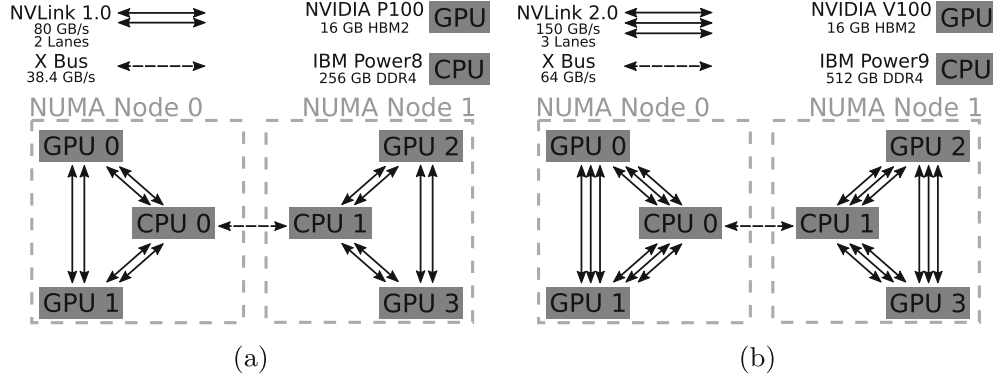 NVLink 1.0
80 GB/s
2 Lanes
X Bus
38.4 GB/s
NVIDIA P100
16 GB HBM2
GPU
IBM Power8
256 GB DDR4
CPU
NUMA Node 0
NUMA Node 1
GPU 0
GPU 2
CPU 0
CPU 1
GPU 1
GPU 3
(a)
NVLink 2.0
150 GB/s
3 Lanes
X Bus
64 GB/s
NVIDIA V100
16 GB HBM2
GPU
IBM Power9
512 GB DDR4
CPU
NUMA Node 0
NUMA Node 1
GPU 0
GPU 2
CPU 0
CPU 1
GPU 1
GPU 3
(b)